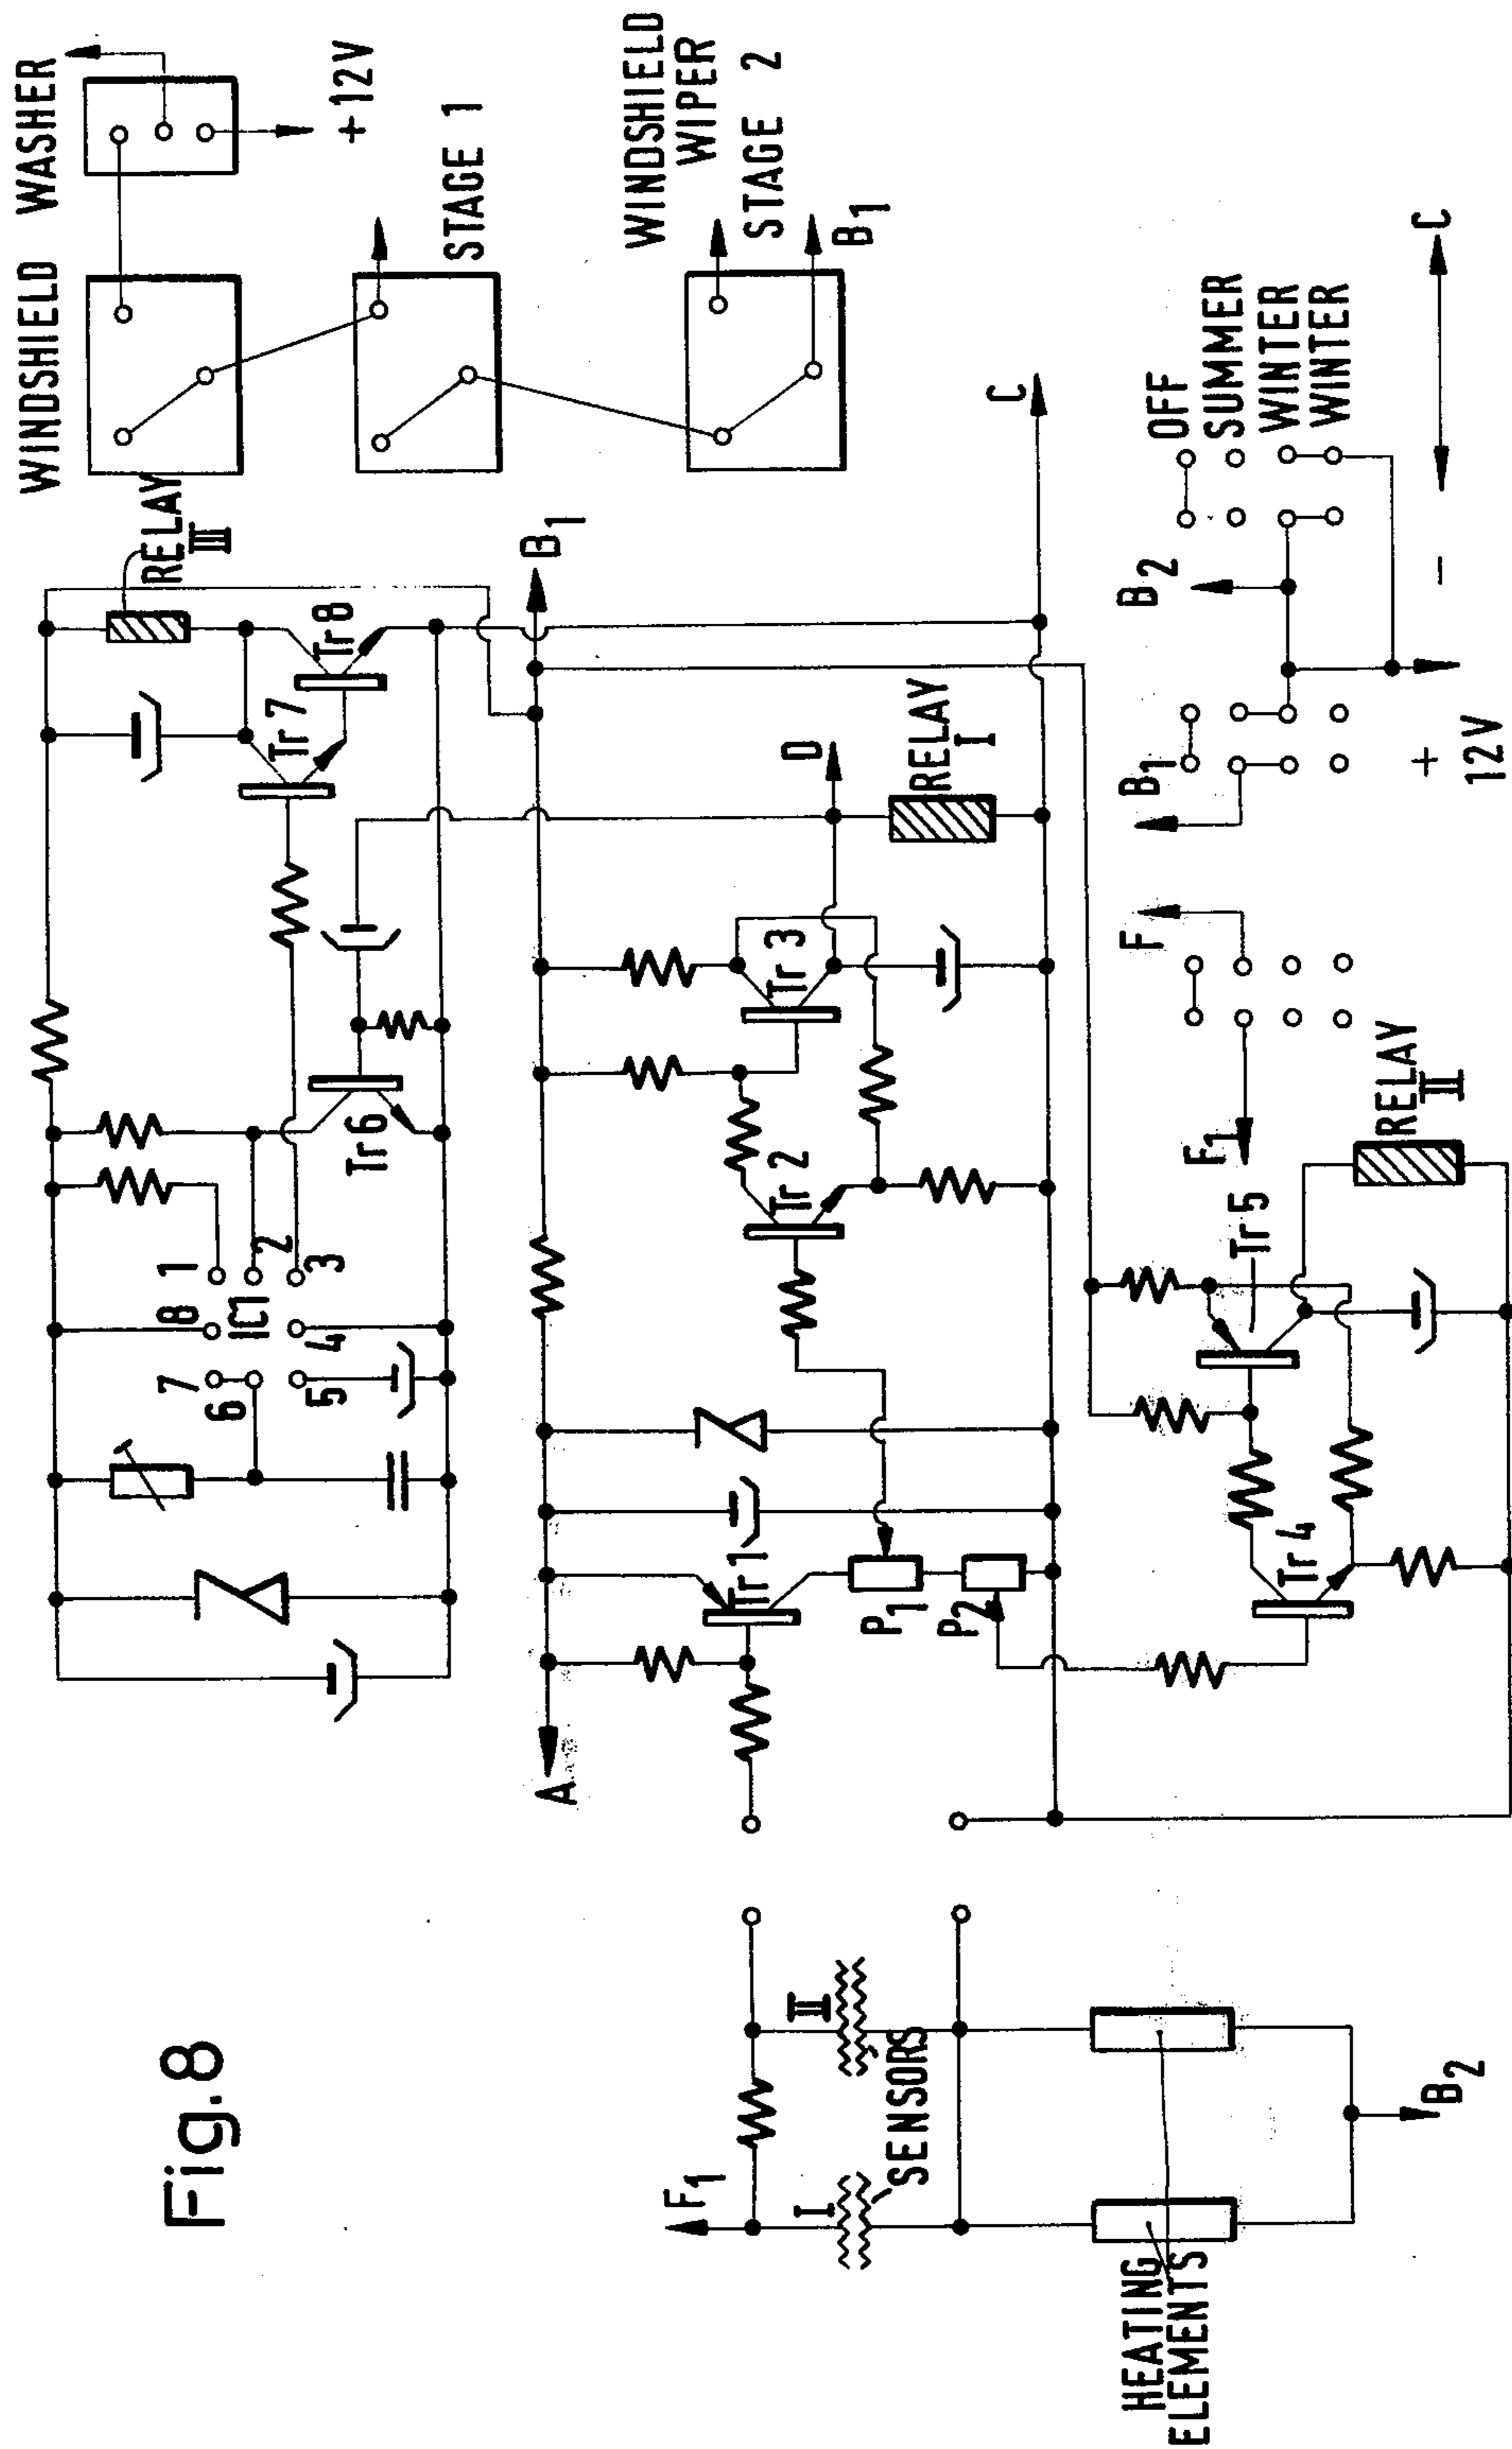 Fig.8
WINDSHIELD WASHER
+12V
STAGE 1
WINDSHIELD
WIPER
STAGE 2
B1
RELAY
III
Tr 8
Tr 7
Tr 6
1
2
3
4
5
6
7
8
IC1
B1
C
D
RELAY
I
Tr 3
Tr 2
Tr 1
P1
P2
A
F1
I
II
SENSORS
HEATING
ELEMENTS
B2
Tr 4
Tr 5
RELAY
II
F1
F
B1
B2
+
12V
-
C
OFF
SUMMER
WINTER
WINTER